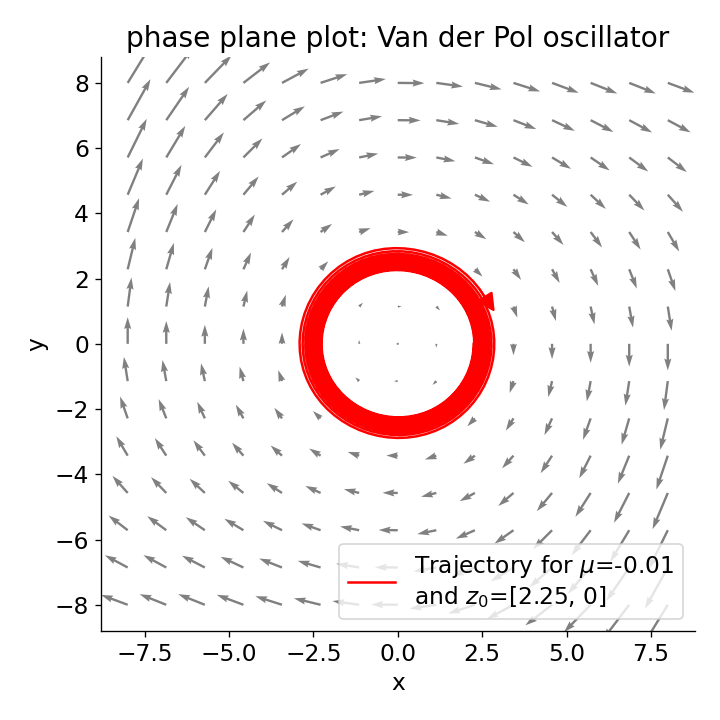 phase plane plot: Van der Pol oscillator
8
6
4
2
0
−2
−4
−6
−8
y
−7.5 −5.0 −2.5 0.0 2.5 5.0 7.5
x
Trajectory for μ=-0.01
and z₀=[2.25, 0]